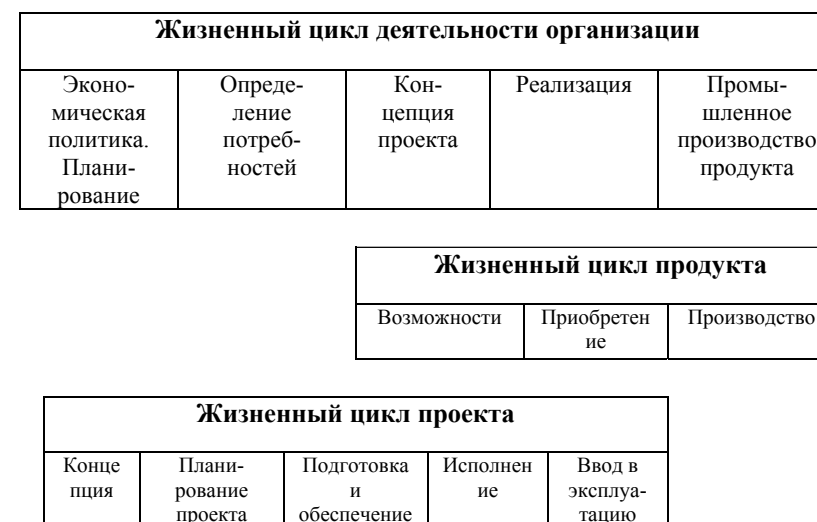 Жизненный цикл деятельности организации
Эконо-
мическая
политика.
Плани-
рование
Опреде-
ление
потреб-
ностей
Кон-
цепция
проекта
Реализация
Промы-
шленное
производство
продукта
Жизненный цикл продукта
Возможности
Приобретен
ие
Производство
Жизненный цикл проекта
Конце
пция
Плани-
рование
проекта
Подготовка
и
обеспечение
Исполнен
ие
Ввод в
эксплуа-
тацию